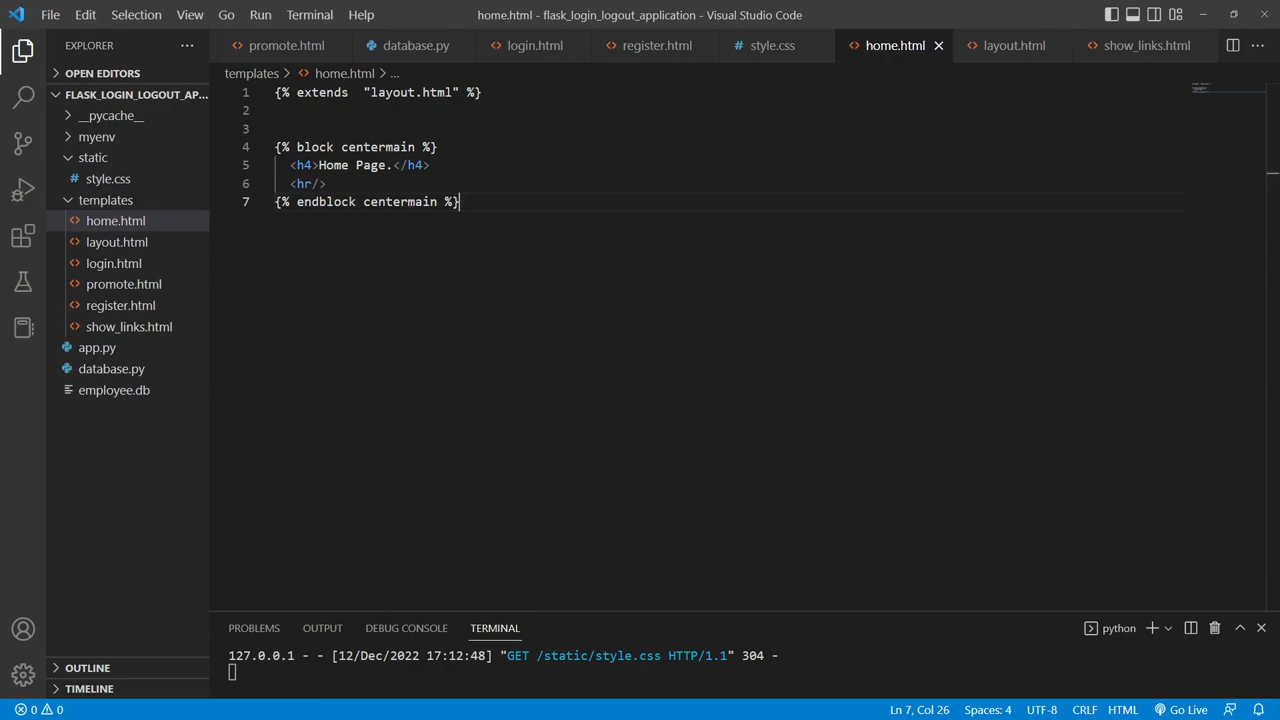 File Edit Selection View Go Run Terminal Help home.html - flask_login_logout_application - Visual Studio Code
EXPLORER
promote.html database.py login.html register.html style.css home.html layout.html show_links.html
OPEN EDITORS
FLASK_LOGIN_LOGOUT_AP...
__pycache__
myenv
static
style.css
templates
home.html
layout.html
login.html
promote.html
register.html
show_links.html
app.py
database.py
employee.db
OUTLINE
TIMELINE
templates > home.html > ...
1 {% extends  "layout.html" %}
2
3
4 {% block centermain %}
5 <h4>Home Page.</h4>
6 <hr/>
7 {% endblock centermain %}
PROBLEMS OUTPUT DEBUG CONSOLE TERMINAL python
127.0.0.1 - - [12/Dec/2022 17:12:48] "GET /static/style.css HTTP/1.1" 304 -
0 0 Ln 7, Col 26 Spaces: 4 UTF-8 CRLF HTML Go Live